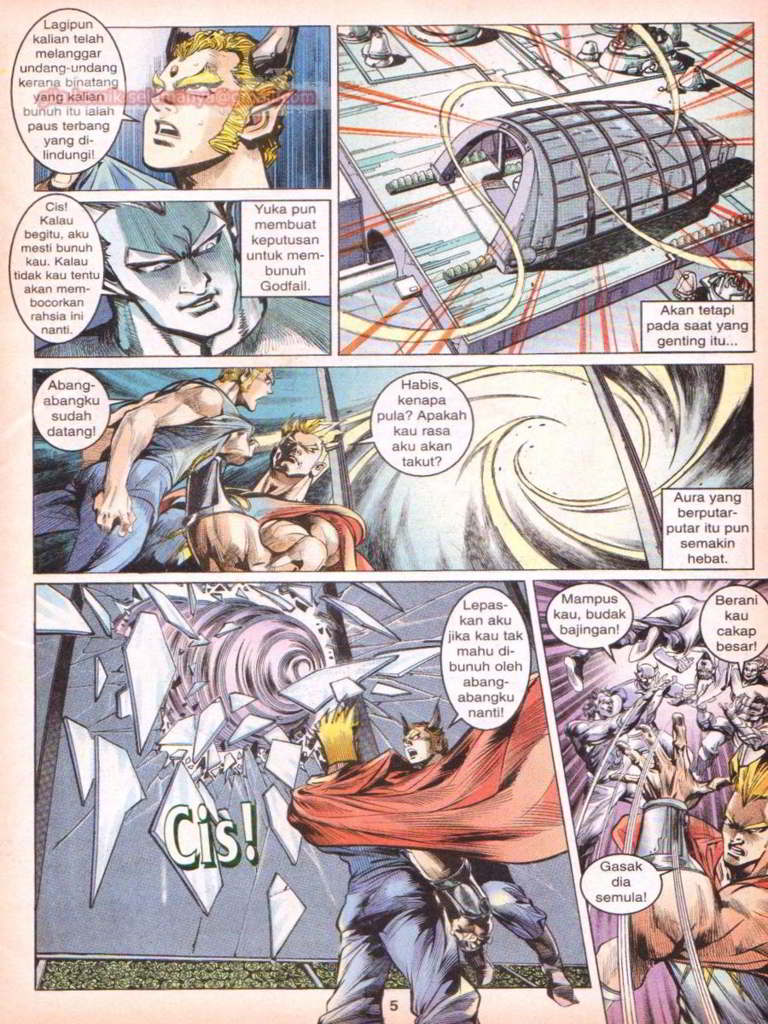 Lagipun
kalian telah
melanggar
undang-undang
kerana binatang
yang kalian
bunuh itu ialah
paus terbang
yang di-
lindungi!
Cis!
Kalau
begitu, aku
mesti bunuh
kau. Kalau
tidak kau tentu
akan mem-
bocorkan
rahsia ini
nanti.
Yuka pun
membuat
keputusan
untuk mem-
bunuh
Godfail.
Akan tetapi
pada saat yang
genting itu...
Abang-
abangku
sudah
datang!
Habis,
kenapa
pula? Apakah
kau rasa
aku akan
takut?
Aura yang
berputar-
putar itu pun
semakin
hebat.
Lepas-
kan aku
jika kau tak
mahu di-
bunuh oleh
abang-
abangku
nanti!
Cis!
Mampus
kau, budak
bajingan!
Berani
kau
cakap
besar!
Gasak
dia
semula!
5